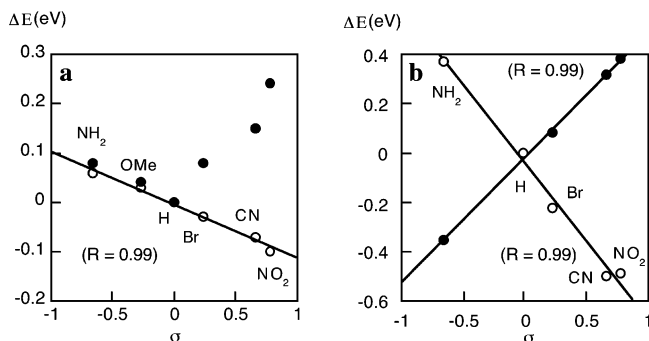 ΔE(eV)
ΔE(eV)
a
0.3
0.2
0.1
0
-0.1
-0.2
NH2
OMe
H
Br
CN
NO2
(R = 0.99)
-1
-0.5
0
0.5
1
σ
b
0.4
0.2
0
-0.2
-0.4
-0.6
(R = 0.99)
NH2
H
Br
(R = 0.99)
CN
NO2
-1
-0.5
0
0.5
1
σ